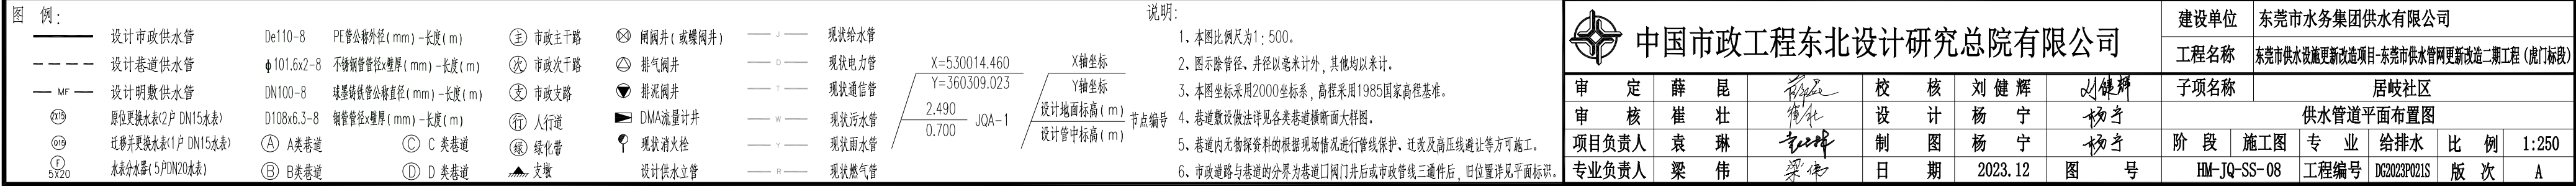 图 例：
设计市政供水管
设计巷道供水管
MF 设计明敷供水管
2X15 原位更换水表(2户 DN15水表)
Q15 迁移并更换水表(1户 DN15水表)
F 5X20 水表分水器(5户DN20水表)
De110-8 PE管公称外径(mm)-长度(m)
ϕ101.6x2-8 不锈钢管管径x壁厚(mm)-长度(m)
DN100-8 球墨铸铁管公称直径(mm)-长度(m)
D108x6.3-8 钢管管径x壁厚(mm)-长度(m)
A A类巷道 C C 类巷道
B B类巷道 D D 类巷道
主 市政主干路
次 市政次干路
支 市政支路
行 人行道
绿 绿化带
支墩
闸阀井(或蝶阀井)
排气阀井
排泥阀井
DMA流量计井
现状消火栓
设计供水立管
J 现状给水管
D 现状电力管
T 现状通信管
W 现状污水管
Y 现状雨水管
R 现状燃气管
X=530014.460 X轴坐标
Y=360309.023 Y轴坐标
2.490 设计地面标高(m)
JQA-1 节点编号
0.700 设计管中标高(m)
说明：
1、本图比例尺为1：500。
2、图示除管径、井径以毫米计外，其他均以米计。
3、本图坐标采用2000坐标系，高程采用1985国家高程基准。
4、巷道敷设做法详见各类巷道横断面大样图。
5、巷道内无物探资料的根据现场情况进行管线保护、迁改及高压线避让等方可施工。
6、市政道路与巷道的分界为巷道口阀门井后或市政管线三通件后，旧位置详见平面标识。
中国市政工程东北设计研究总院有限公司
建设单位 东莞市水务集团供水有限公司
工程名称 东莞市供水设施更新改造项目-东莞市供水管网更新改造二期工程(虎门标段)
审 定 薛 昆 校 核 刘健辉 刘健辉 子项名称 居岐社区
审 核 崔 壮 设 计 杨 宁 杨宁 供水管道平面布置图
项目负责人 袁 琳 制 图 杨 宁 杨宁 阶 段 施工图 专 业 给排水 比 例 1:250
专业负责人 梁 伟 梁伟 日 期 2023.12 图 号 HM-JQ-SS-08 工程编号 DG2023P021S 版 次 A